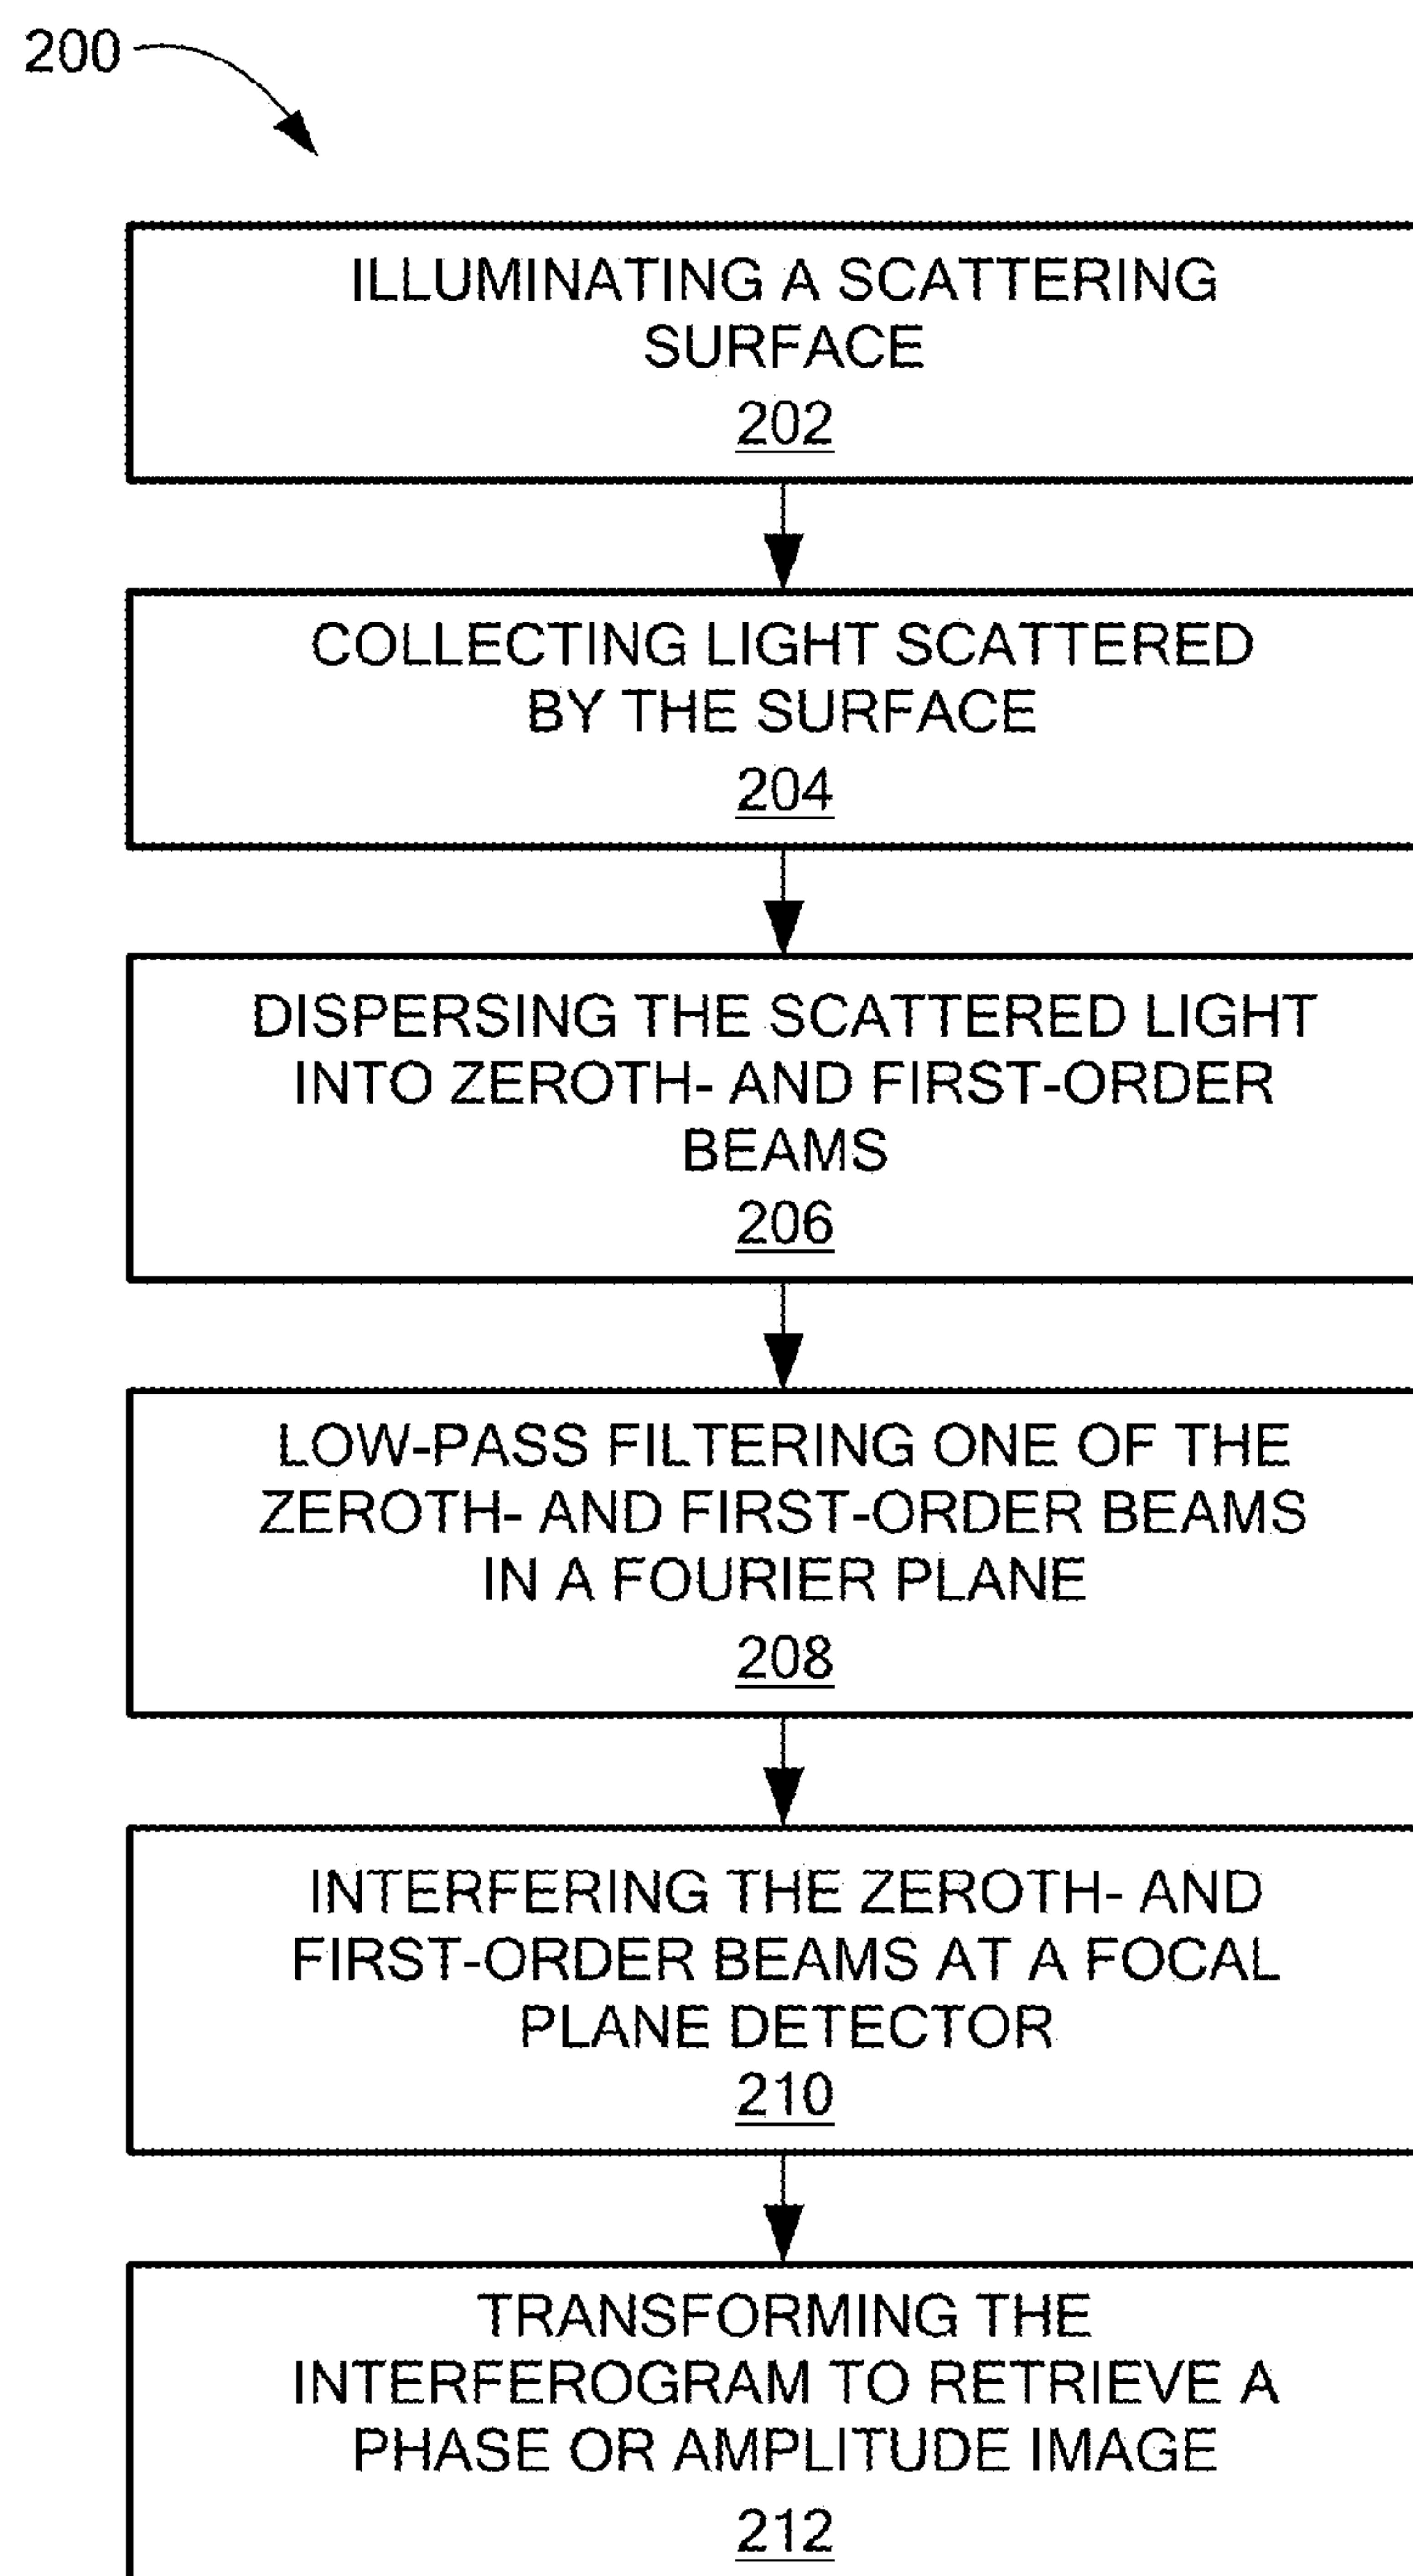 200
ILLUMINATING A SCATTERING
SURFACE
202
COLLECTING LIGHT SCATTERED
BY THE SURFACE
204
DISPERSING THE SCATTERED LIGHT
INTO ZEROTH- AND FIRST-ORDER
BEAMS
206
LOW-PASS FILTERING ONE OF THE
ZEROTH- AND FIRST-ORDER BEAMS
IN A FOURIER PLANE
208
INTERFERING THE ZEROTH- AND
FIRST-ORDER BEAMS AT A FOCAL
PLANE DETECTOR
210
TRANSFORMING THE
INTERFEROGRAM TO RETRIEVE A
PHASE OR AMPLITUDE IMAGE
212